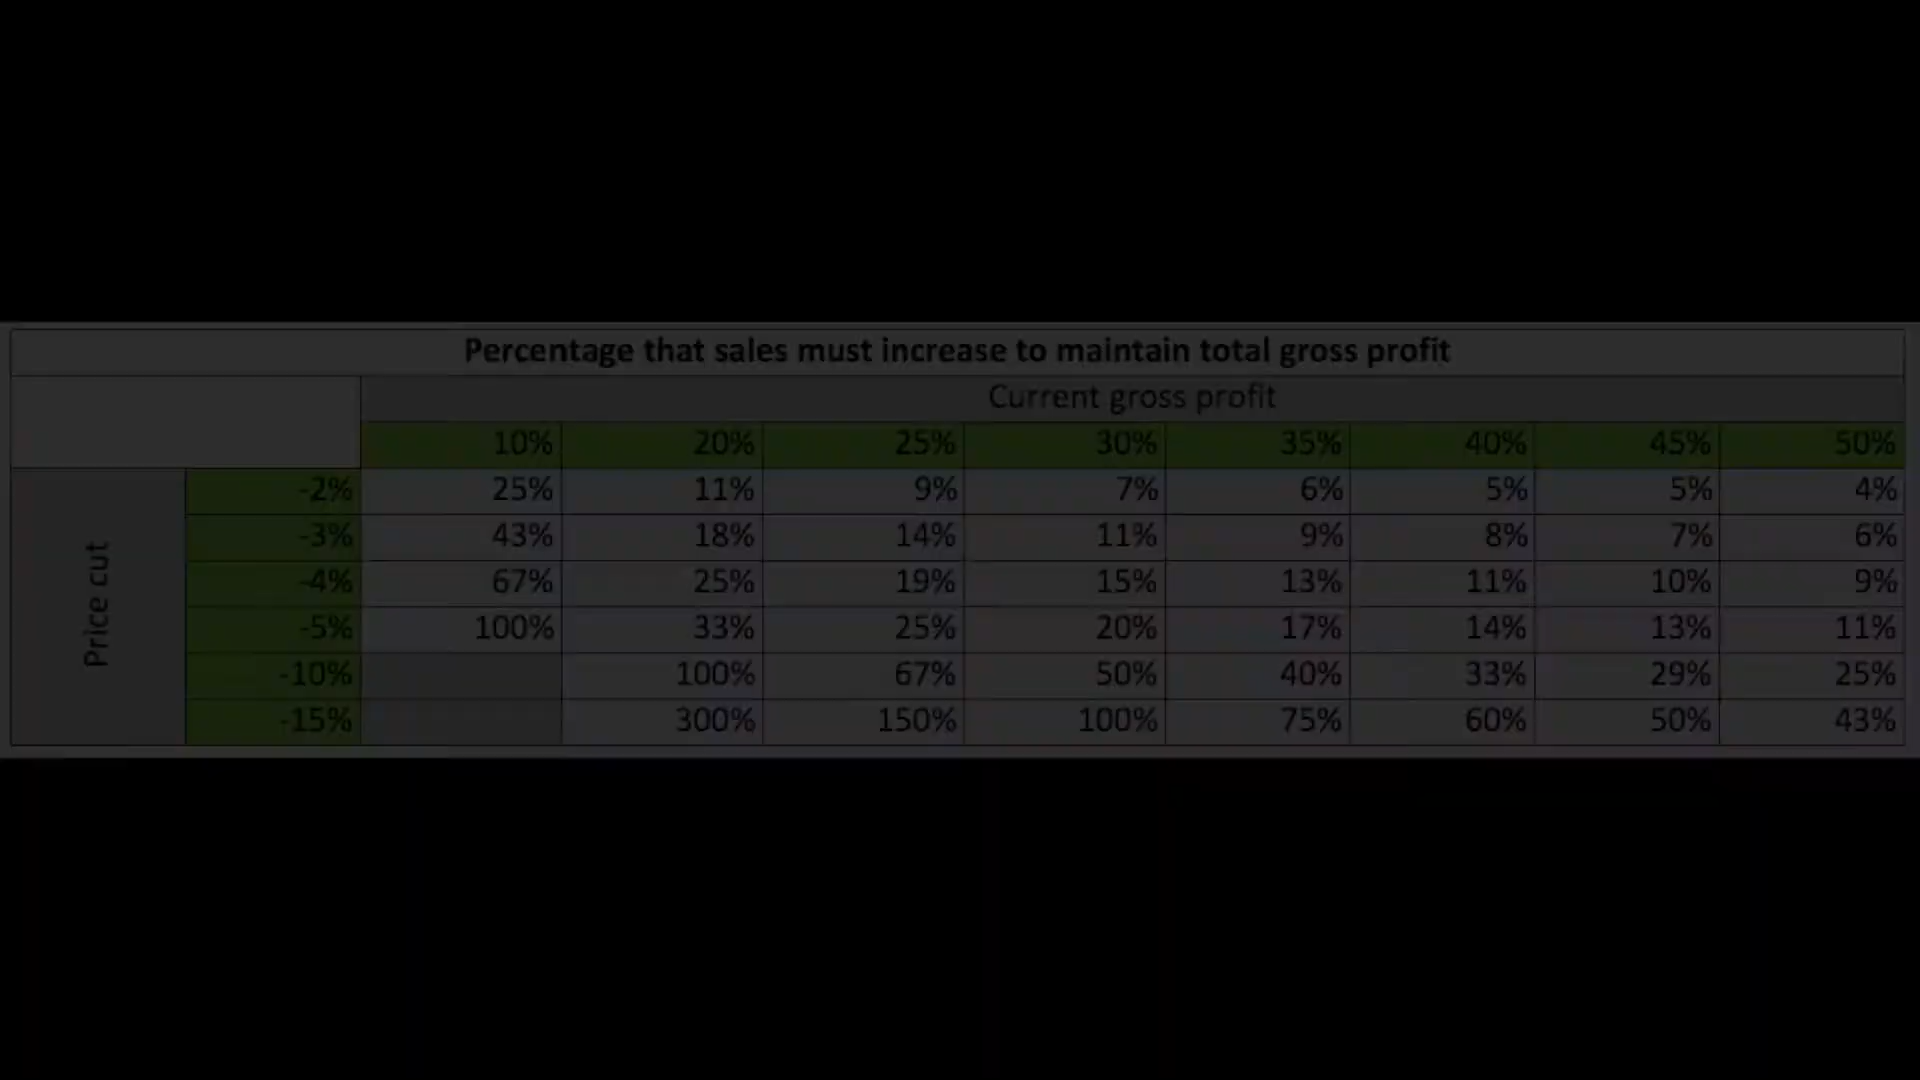 Percentage that sales must increase to maintain total gross profit
Current gross profit
10% 20% 25% 30% 35% 40% 45% 50%
Price cut
-2% 25% 11% 9% 7% 6% 5% 5% 4%
-3% 43% 18% 14% 11% 9% 8% 7% 6%
-4% 67% 25% 19% 15% 13% 11% 10% 9%
-5% 100% 33% 25% 20% 17% 14% 13% 11%
-10% 100% 67% 50% 40% 33% 29% 25%
-15% 300% 150% 100% 75% 60% 50% 43%